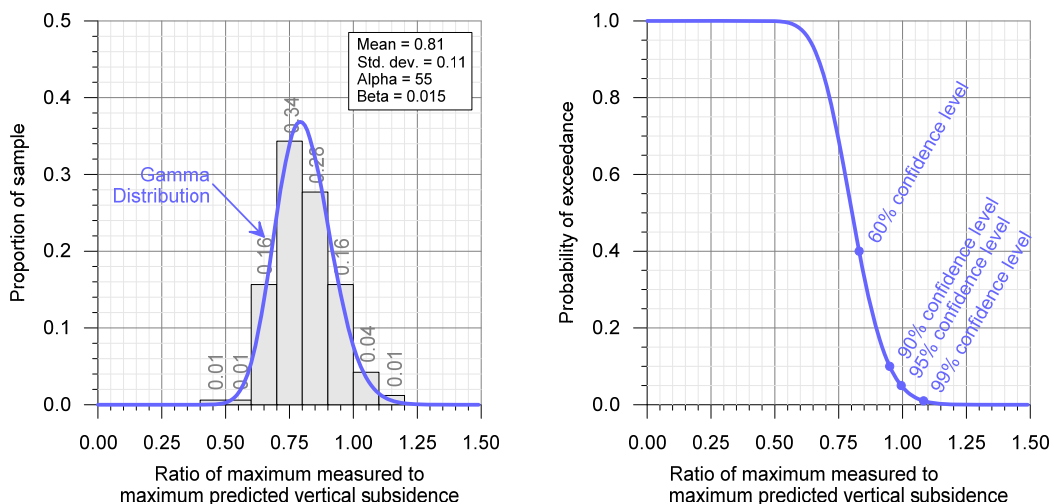 0.5
0.4
0.3
0.2
0.1
0.0
Proportion of sample
Mean = 0.81
Std. dev. = 0.11
Alpha = 55
Beta = 0.015
Gamma
Distribution
0.01
0.01
0.16
0.34
0.28
0.16
0.04
0.01
0.00 0.25 0.50 0.75 1.00 1.25 1.50
Ratio of maximum measured to
maximum predicted vertical subsidence
1.0
0.8
0.6
0.4
0.2
0.0
Probability of exceedance
60% confidence level
90% confidence level
95% confidence level
99% confidence level
0.00 0.25 0.50 0.75 1.00 1.25 1.50
Ratio of maximum measured to
maximum predicted vertical subsidence